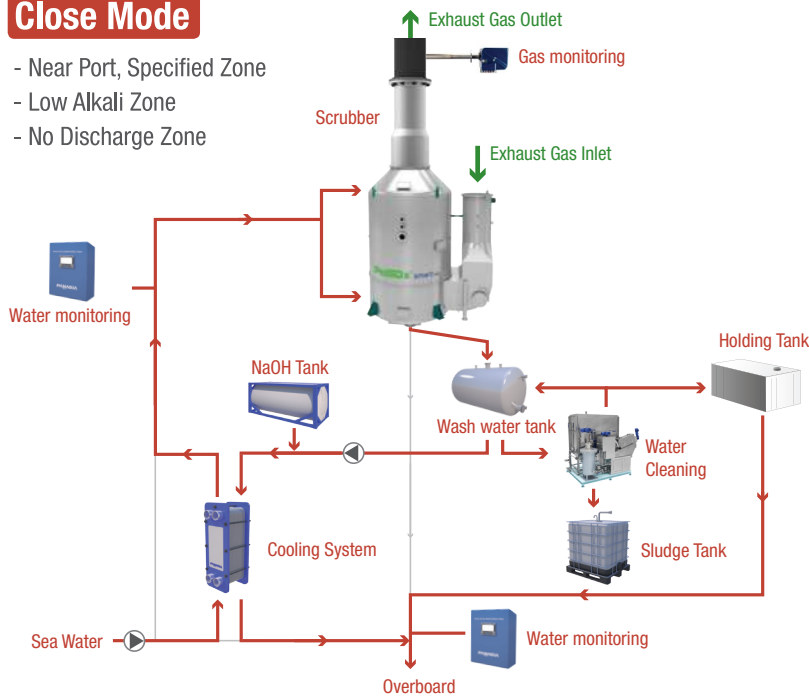 Close Mode
- Near Port, Specified Zone
- Low Alkali Zone
- No Discharge Zone
Exhaust Gas Outlet
Gas monitoring
Scrubber
Exhaust Gas Inlet
Water monitoring
NaOH Tank
Wash water tank
Holding Tank
Water
Cleaning
Cooling System
Sludge Tank
Sea Water
Water monitoring
Overboard